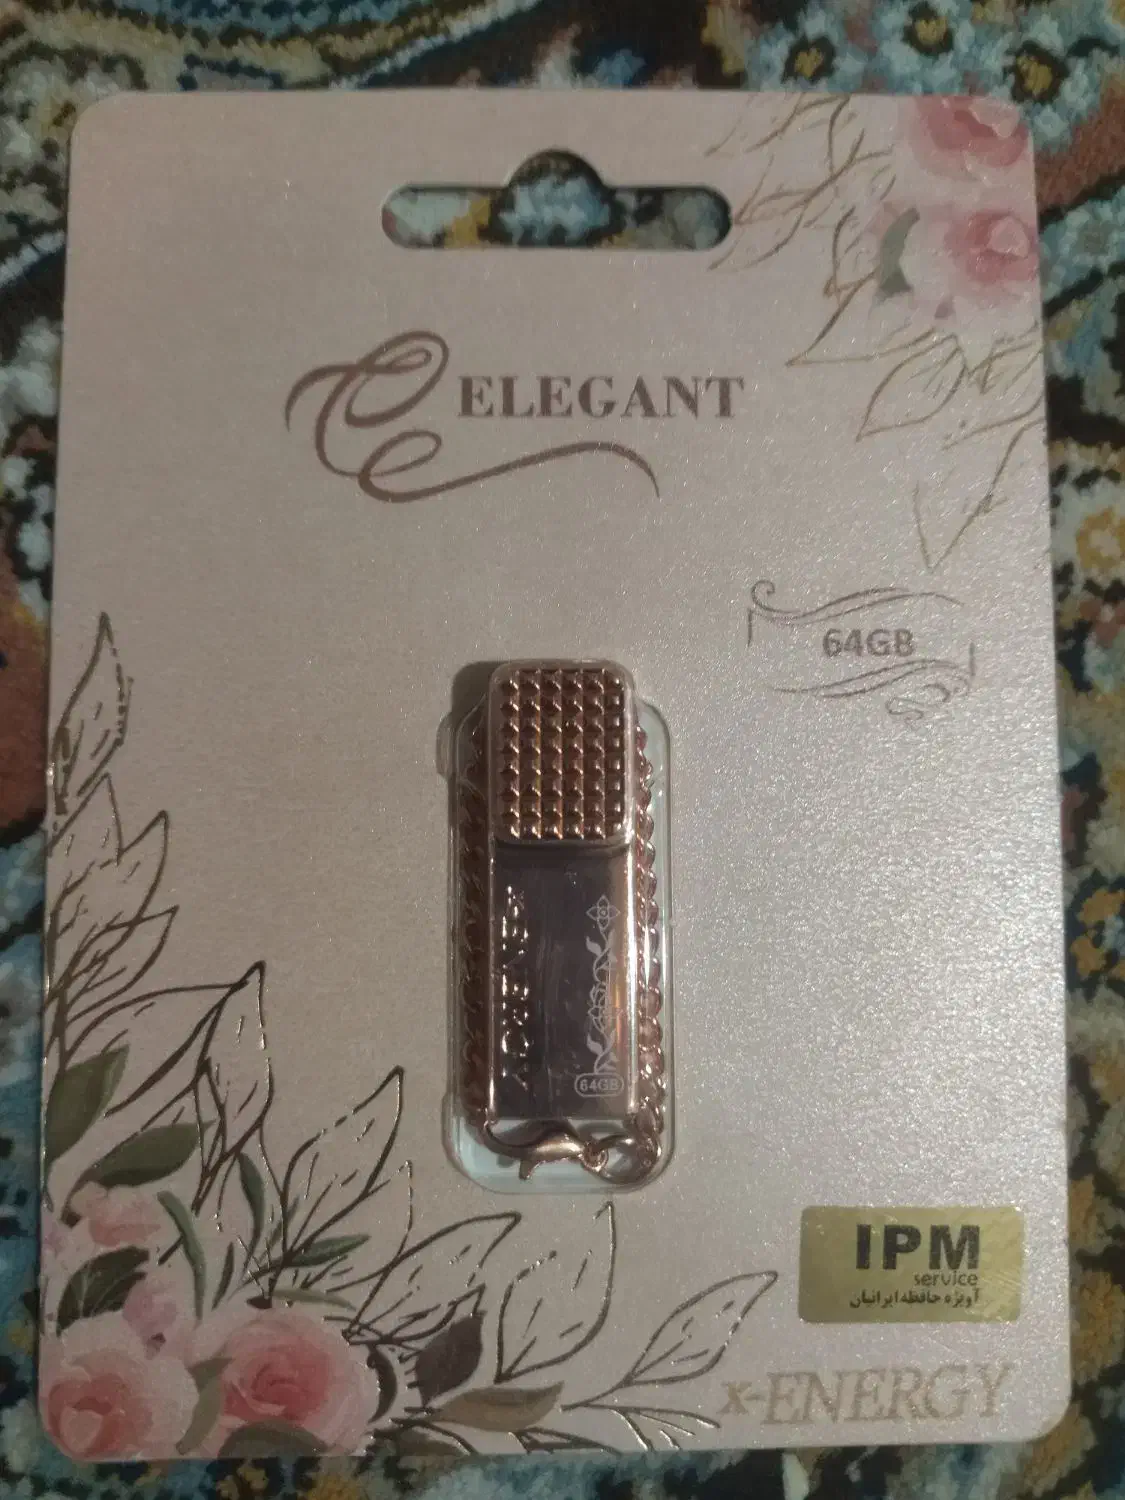 ELEGANT
64GB
x-ENERGY
64GB
IPM
service
آویژه حافظه ایرانیان
x-ENERGY